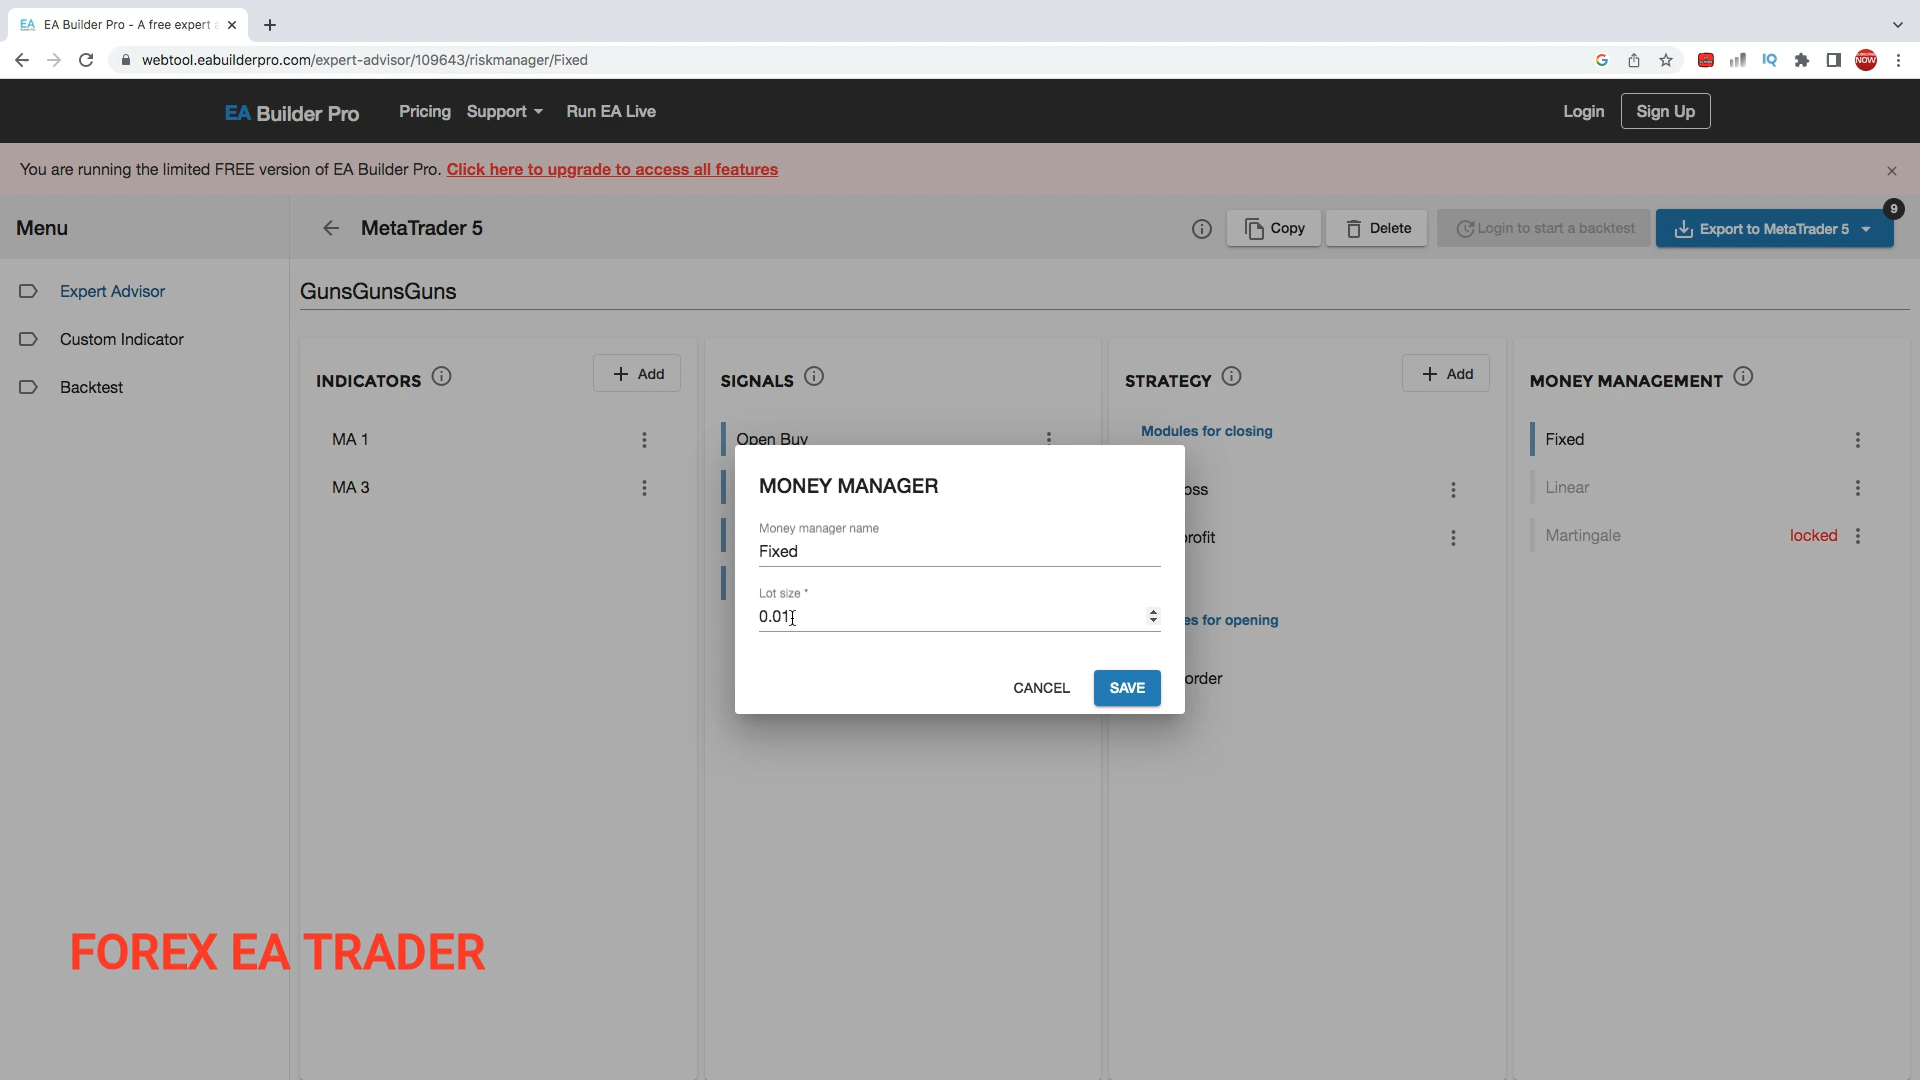 EA EA Builder Pro - A free expert
webtool.eabuilderpro.com/expert-advisor/109643/riskmanager/Fixed
IQ
NOW
EA Builder Pro
Pricing
Support
Run EA Live
Login
Sign Up
You are running the limited FREE version of EA Builder Pro. Click here to upgrade to access all features
Menu
MetaTrader 5
Copy
Delete
Login to start a backtest
Export to MetaTrader 5
9
Expert Advisor
Custom Indicator
Backtest
GunsGunsGuns
INDICATORS
Add
MA 1
MA 3
SIGNALS
Open Buy
STRATEGY
Add
Modules for closing
oss
profit
es for opening
order
MONEY MANAGEMENT
Fixed
Linear
Martingale
locked
MONEY MANAGER
Money manager name
Fixed
Lot size *
0.01
CANCEL
SAVE
FOREX EA TRADER